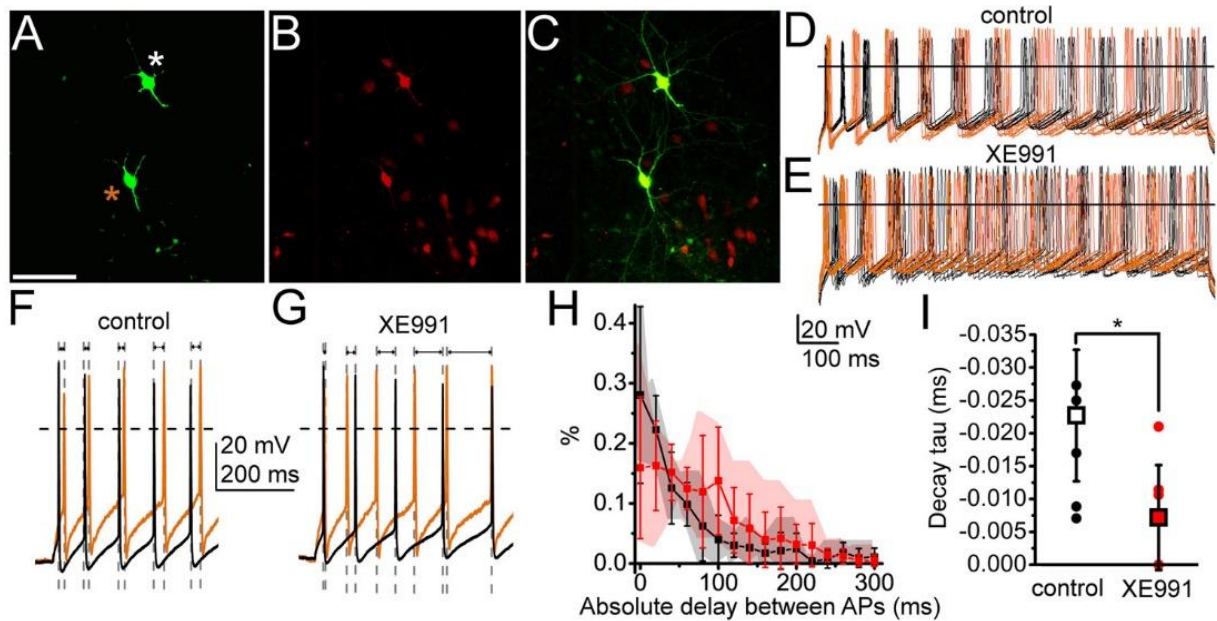 A
*
*
B
C
D
control
E
XE991
20 mV
100 ms
F
control
20 mV
200 ms
G
XE991
H
%
0.4
0.3
0.2
0.1
0.0
0
100
200
300
Absolute delay between APs (ms)
I
Decay tau (ms)
-0.035
-0.030
-0.025
-0.020
-0.015
-0.010
-0.005
0.000
*
control
XE991